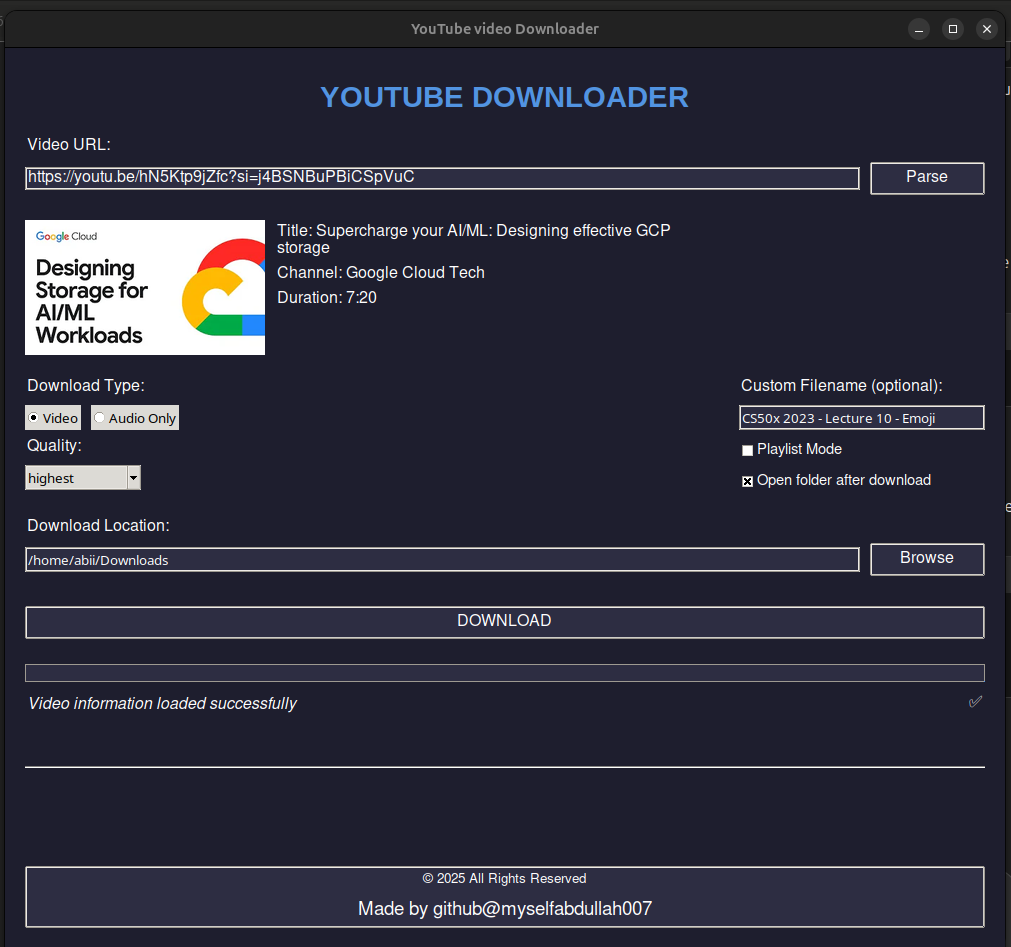 YouTube video Downloader
YOUTUBE DOWNLOADER
Video URL:
https://youtu.be/hN5Ktp9jZfc?si=j4BSNBuPBiCSpVuC
Parse
Google Cloud
Designing
Storage for
AI/ML
Workloads
Title: Supercharge your AI/ML: Designing effective GCP
storage
Channel: Google Cloud Tech
Duration: 7:20
Download Type:
Video
Audio Only
Quality:
highest
Custom Filename (optional):
CS50x 2023 - Lecture 10 - Emoji
Playlist Mode
Open folder after download
Download Location:
/home/abii/Downloads
Browse
DOWNLOAD
Video information loaded successfully
© 2025 All Rights Reserved
Made by github@myselfabdullah007